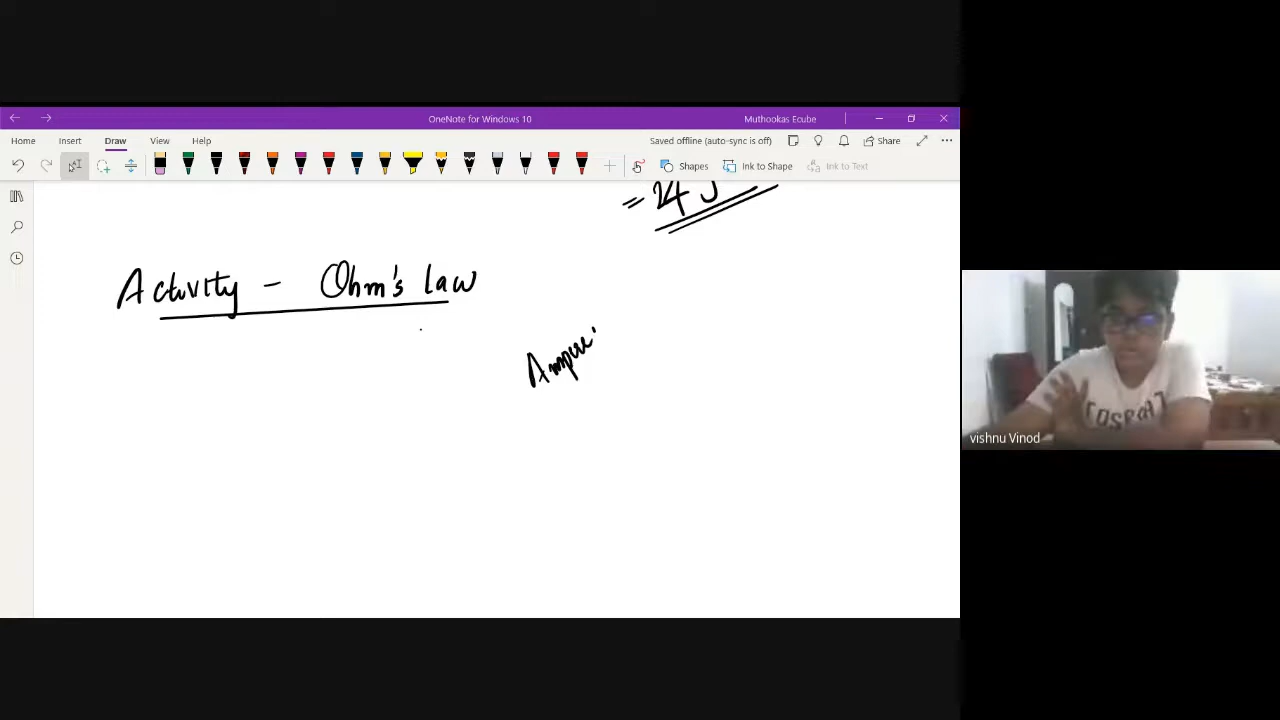 OneNote for Windows 10
Muthookas Ecube
Home Insert Draw View Help
Saved offline (auto-sync is off)
Share
Shapes
Ink to Shape
Ink to Text
= 24 J
Activity - Ohm's law
vishnu Vinod